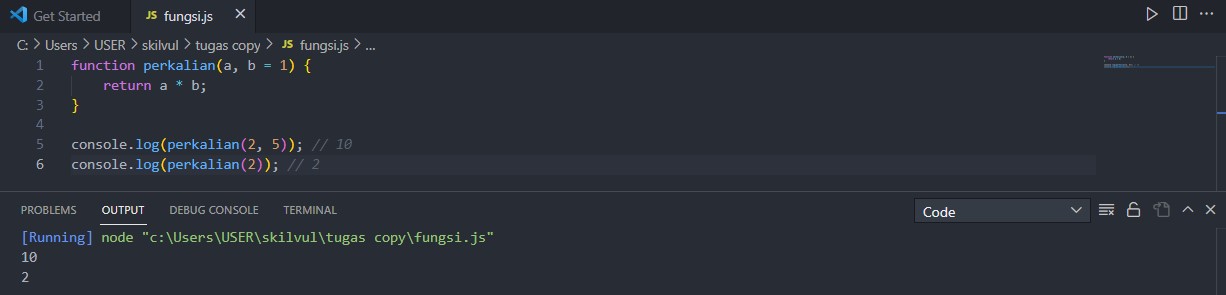 Get Started JS fungsi.js
C: > Users > USER > skilvul > tugas copy > JS fungsi.js > ...
1 function perkalian(a, b = 1) {
2     return a * b;
3 }
4
5 console.log(perkalian(2, 5)); // 10
6 console.log(perkalian(2)); // 2
PROBLEMS OUTPUT DEBUG CONSOLE TERMINAL Code
[Running] node "c:\Users\USER\skilvul\tugas copy\fungsi.js"
10
2